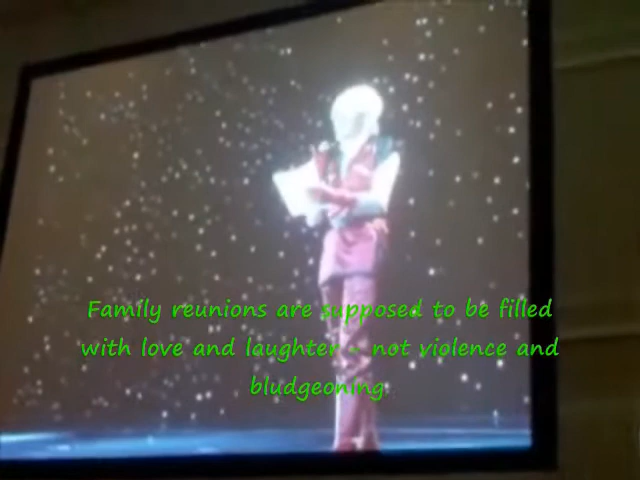 Family reunions are supposed to be filled
with love and laughter - not violence and
bludgeoning